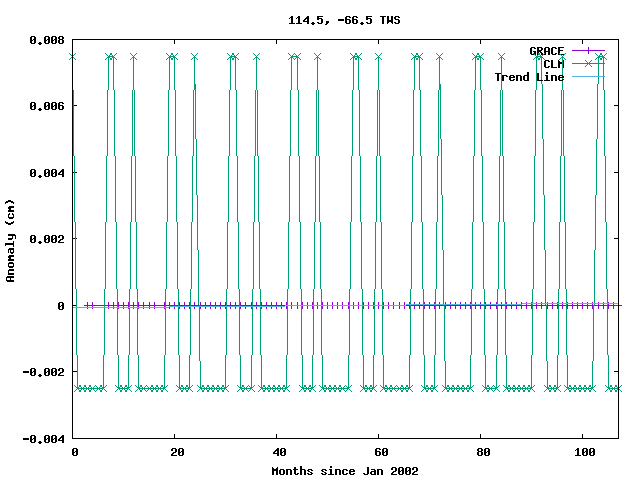 114.5, -66.5 TWS
0.008
0.006
0.004
0.002
0
-0.002
-0.004
Anomaly (cm)
GRACE
CLM
Trend Line
0 20 40 60 80 100
Months since Jan 2002